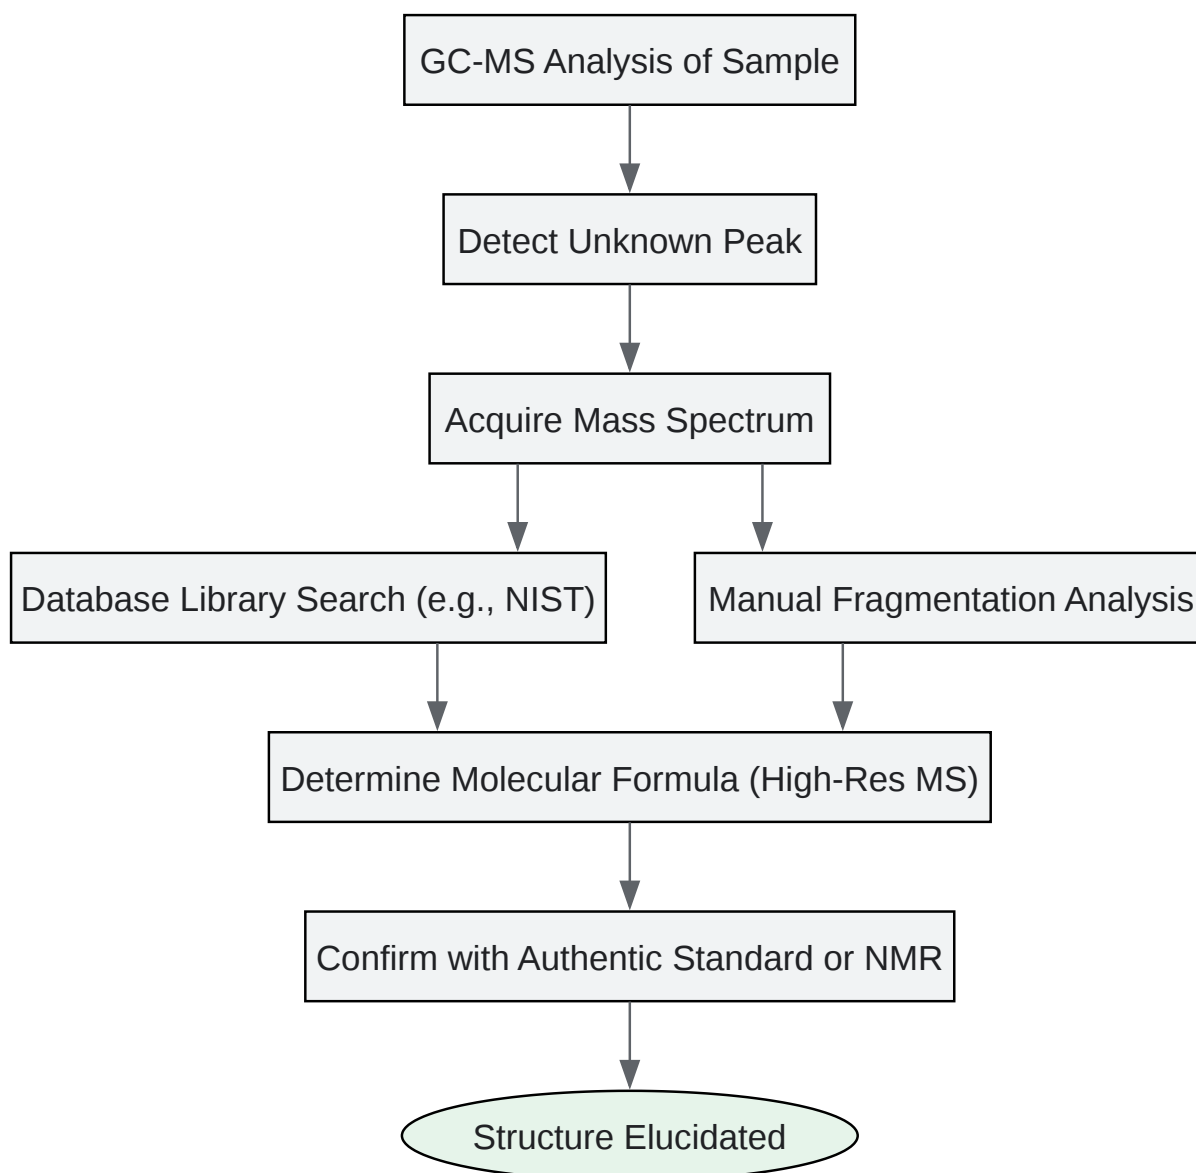 GC-MS Analysis of Sample
Detect Unknown Peak
Acquire Mass Spectrum
Database Library Search (e.g., NIST)
Manual Fragmentation Analysis
Determine Molecular Formula (High-Res MS)
Confirm with Authentic Standard or NMR
Structure Elucidated